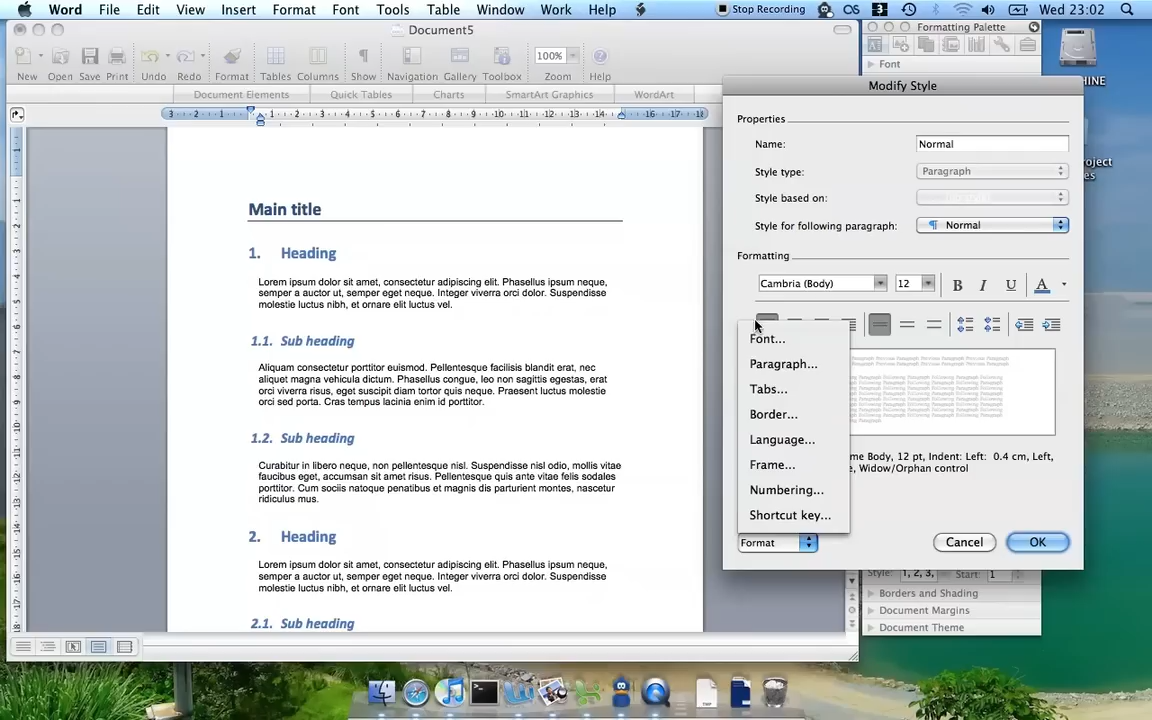 Word File Edit View Insert Format Font Tools Table Window Work Help Stop Recording 3 Wed 23:02
Document5
Formatting Palette
New Open Save Print Undo Redo Format Tables Columns Show Navigation Gallery Toolbox Zoom Help
100%
Font
Document Elements Quick Tables Charts SmartArt Graphics WordArt
Main title
1. Heading
Lorem ipsum dolor sit amet, consectetur adipiscing elit. Phasellus ipsum neque,
semper a auctor ut, semper eget neque. Integer viverra orci sed erat. Suspendisse
molestie luctus nibh, et ornare elit luctus vel.
1.1. Sub heading
Aliquam consectetur porttitor euismod. Pellentesque facilisis blandit erat, nec
aliquet magna vehicula dictum. Phasellus congue, leo non sagittis egestas, erat
orci viverra risus, eget suscipit diam tortor quis neque. Praesent luctus molestie
orci sed porta. Cras tempus lacinia enim id porttitor.
1.2. Sub heading
Curabitur in libero neque, non pellentesque nisl. Suspendisse nisl odio, mollis vitae
faucibus eget, accumsan sit amet risus. Pellentesque quis ante vitae felis sodales
porttitor. Cum sociis natoque penatibus et magnis dis parturient montes, nascetur
ridiculus mus.
2. Heading
Lorem ipsum dolor sit amet, consectetur adipiscing elit. Phasellus ipsum neque,
semper a auctor ut, semper eget neque. Integer viverra orci sed erat. Suspendisse
molestie luctus nibh, et ornare elit luctus vel.
2.1. Sub heading
Modify Style
Properties
Name: Normal
Style type: Paragraph
Style based on:
Style for following paragraph: Normal
Formatting
Cambria (Body) 12 B I U A
Font...
Paragraph...
Tabs...
Border...
Language...
Frame...
Numbering...
Shortcut key...
me Body, 12 pt, Indent: Left: 0.4 cm, Left,
, Widow/Orphan control
Format Cancel OK
Style: 1, 2, 3, Start: 1
Borders and Shading
Document Margins
Document Theme